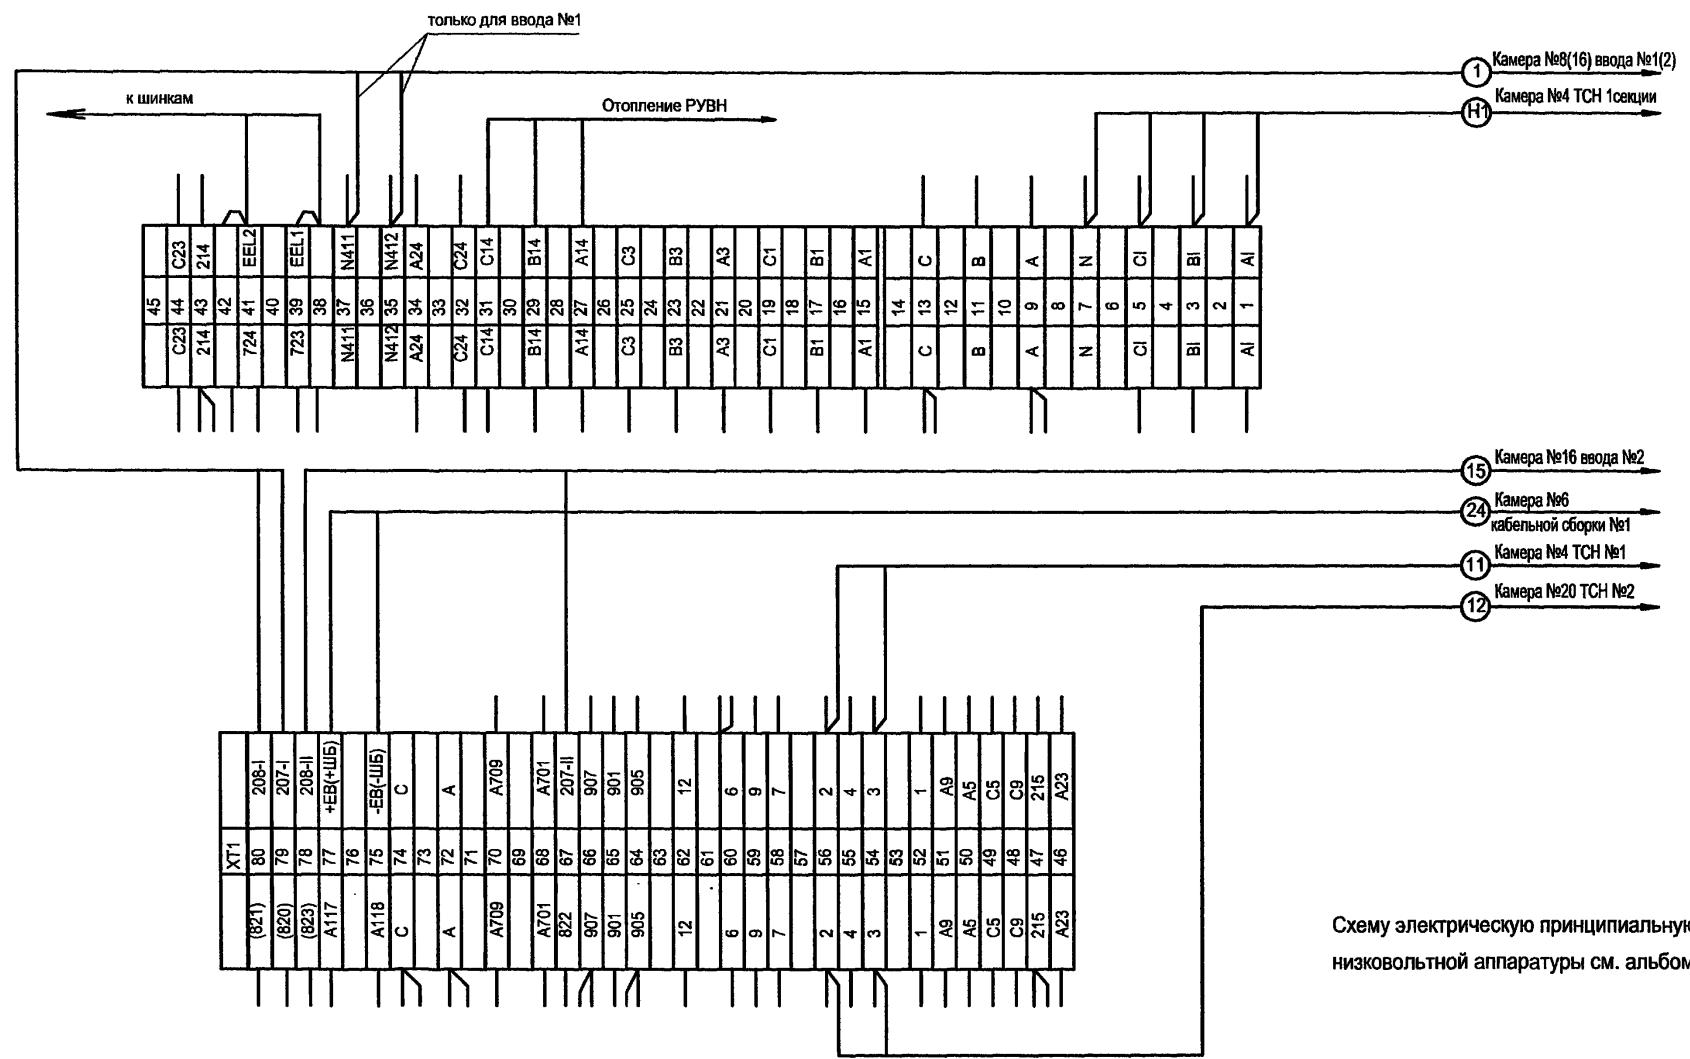 только для ввода №1
1 Камера №8(16) ввода №1(2)
к шинкам
Отопление РУВН
Н1 Камера №4 ТСН 1секции
C23 214 EEL2 EEL1 N411 N412 A24 C24 C14 B14 A14 C3 B3 A3 C1 B1 A1 C B A N CI BI AI
45 44 43 42 41 40 39 38 37 36 35 34 33 32 31 30 29 28 27 26 25 24 23 22 21 20 19 18 17 16 15 14 13 12 11 10 9 8 7 6 5 4 3 2 1
C23 214 724 723 N411 N412 A24 C24 C14 B14 A14 C3 B3 A3 C1 B1 A1 C B A N CI BI AI
15 Камера №16 ввода №2
24 Камера №6
кабельной сборки №1
11 Камера №4 ТСН №1
12 Камера №20 ТСН №2
208-I 207-I 208-II +EB(+ШБ) -EB(-ШБ) C A A709 A701 207-II 907 901 905 12 6 9 7 2 4 3 1 A9 A5 C5 C9 215 A23
XT1 80 79 78 77 76 75 74 73 72 71 70 69 68 67 66 65 64 63 62 61 60 59 58 57 56 55 54 53 52 51 50 49 48 47 46
(821) (820) (823) A117 A118 C A A709 A701 822 907 901 905 12 6 9 7 2 4 3 1 A9 A5 C5 C9 215 A23
Схему электрическую принципиальную
низковольтной аппаратуры см. альбом